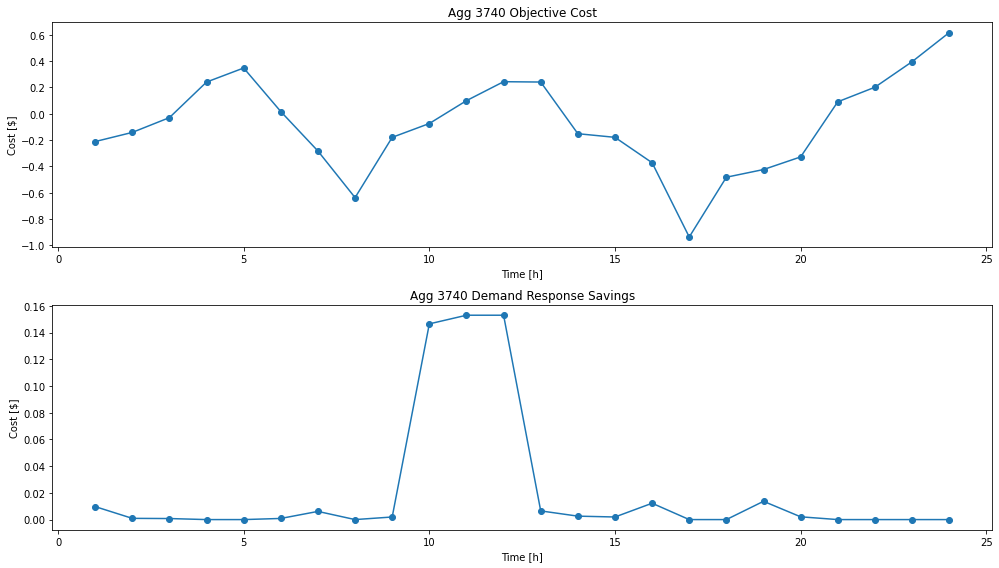 Agg 3740 Objective Cost
Cost [$]
0.6
0.4
0.2
0.0
−0.2
−0.4
−0.6
−0.8
−1.0
0 5 10 15 20 25
Time [h]
Agg 3740 Demand Response Savings
Cost [$]
0.16
0.14
0.12
0.10
0.08
0.06
0.04
0.02
0.00
0 5 10 15 20 25
Time [h]